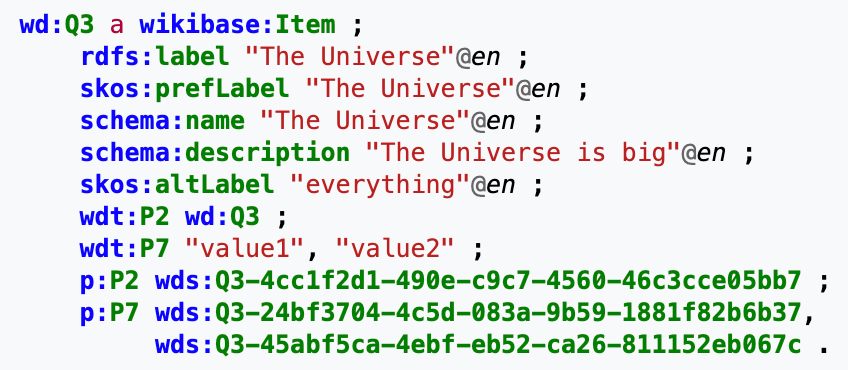 wd:Q3 a wikibase:Item ;
rdfs:label "The Universe"@en ;
skos:prefLabel "The Universe"@en ;
schema:name "The Universe"@en ;
schema:description "The Universe is big"@en ;
skos:altLabel "everything"@en ;
wdt:P2 wd:Q3 ;
wdt:P7 "value1", "value2" ;
p:P2 wds:Q3-4cc1f2d1-490e-c9c7-4560-46c3cce05bb7 ;
p:P7 wds:Q3-24bf3704-4c5d-083a-9b59-1881f82b6b37,
wds:Q3-45abf5ca-4ebf-eb52-ca26-811152eb067c .